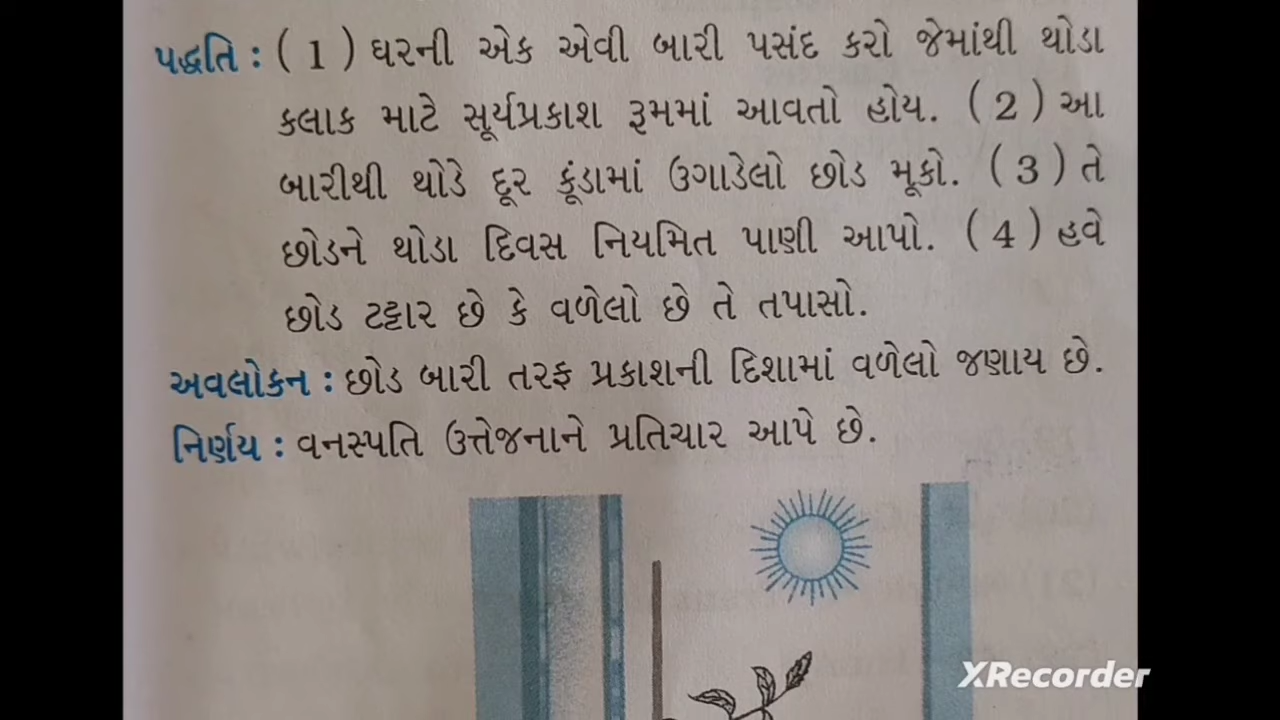 પદ્ધતિ : ( 1 ) ઘરની એક એવી બારી પસંદ કરો જેમાંથી થોડા
કલાક માટે સૂર્યપ્રકાશ રૂમમાં આવતો હોય. ( 2 ) આ
બારીથી થોડે દૂર કૂંડામાં ઉગાડેલો છોડ મૂકો. ( 3 ) તે
છોડને થોડા દિવસ નિયમિત પાણી આપો. ( 4 ) હવે
છોડ ટટ્ટાર છે કે વળેલો છે તે તપાસો.
અવલોકન : છોડ બારી તરફ પ્રકાશની દિશામાં વળેલો જણાય છે.
નિર્ણય : વનસ્પતિ ઉત્તેજનાને પ્રતિચાર આપે છે.
XRecorder